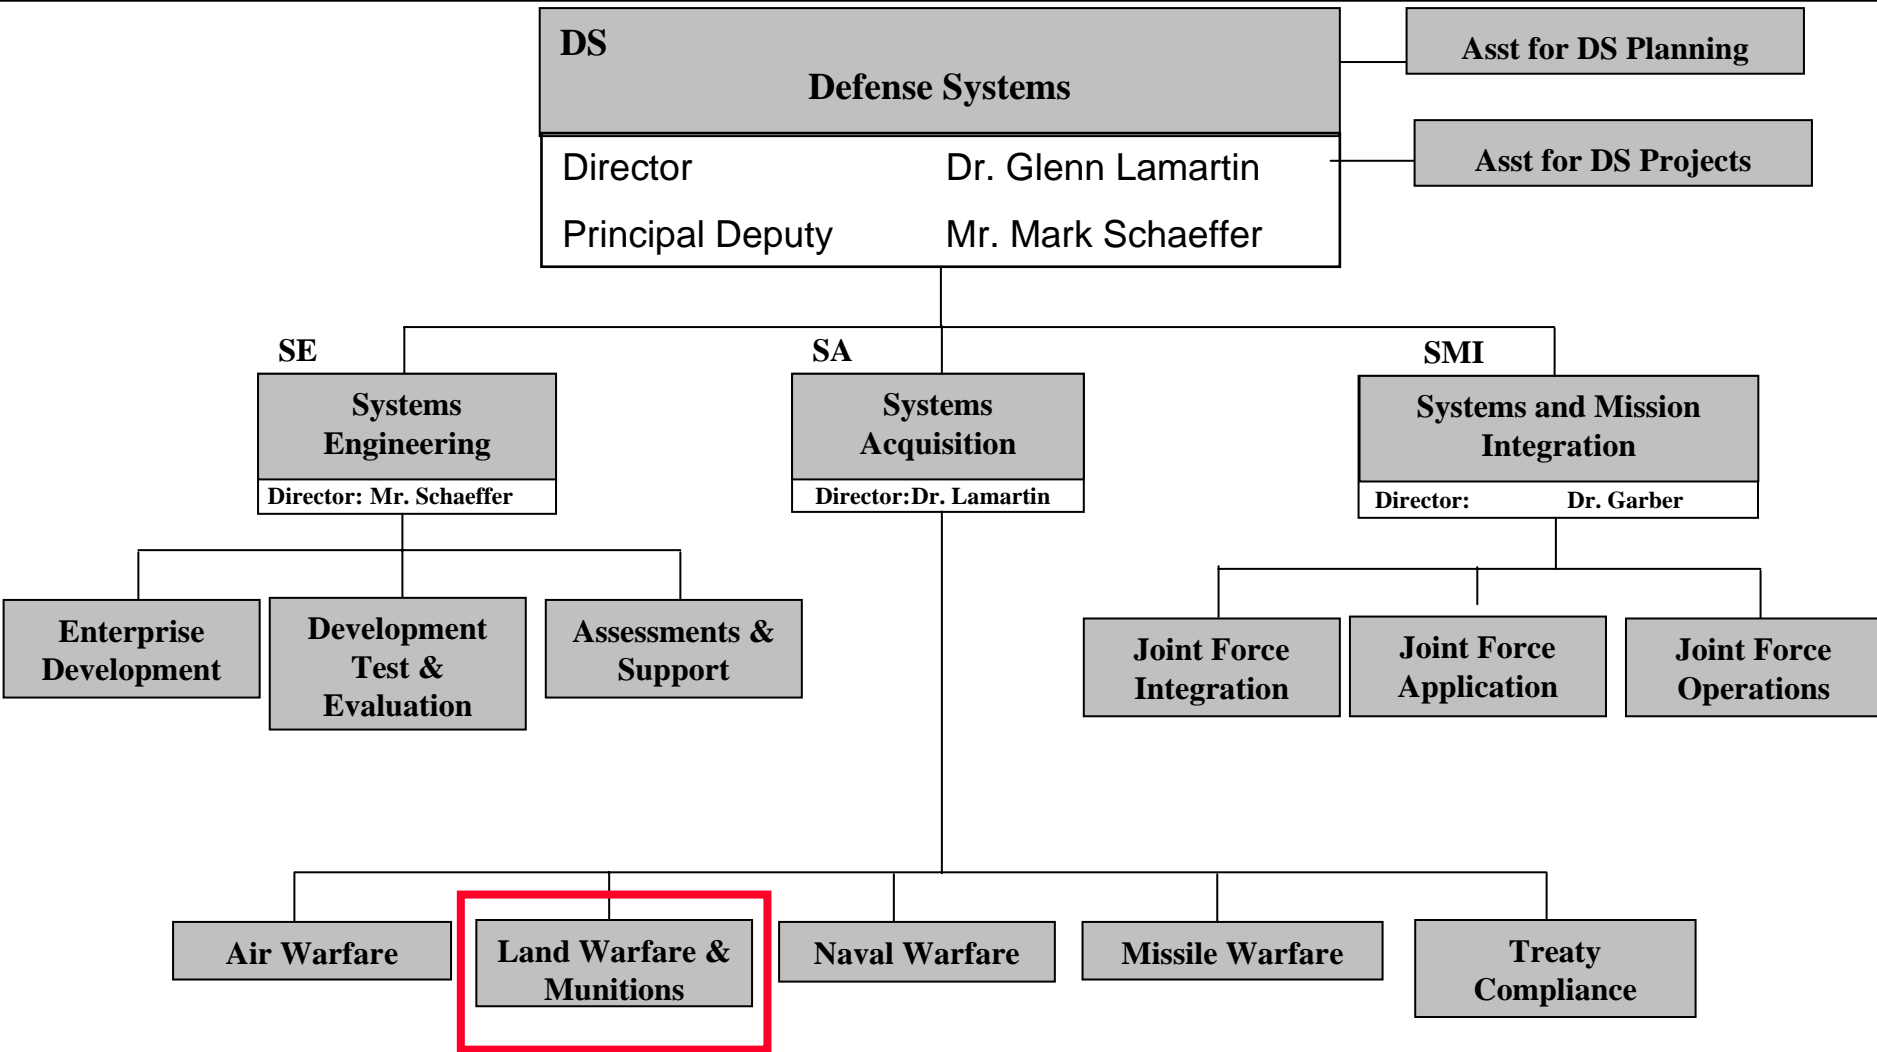 DS
Defense Systems
Asst for DS Planning
Asst for DS Projects
Director Dr. Glenn Lamartin
Principal Deputy Mr. Mark Schaeffer
SE
Systems
Engineering
Director: Mr. Schaeffer
SA
Systems
Acquisition
Director:Dr. Lamartin
SMI
Systems and Mission
Integration
Director: Dr. Garber
Enterprise
Development
Development
Test &
Evaluation
Assessments &
Support
Joint Force
Integration
Joint Force
Application
Joint Force
Operations
Air Warfare
Land Warfare &
Munitions
Naval Warfare
Missile Warfare
Treaty
Compliance